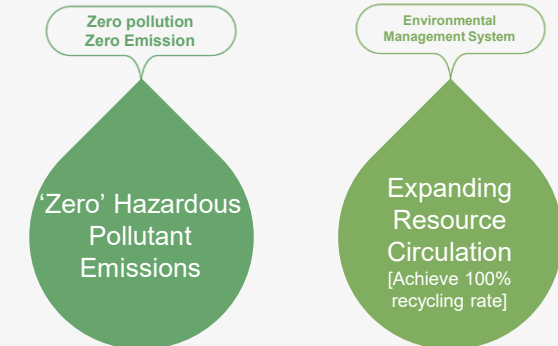 Zero pollution
Zero Emission
Environmental
Management System
‘Zero’ Hazardous
Pollutant
Emissions
Expanding
Resource
Circulation
[Achieve 100%
recycling rate]